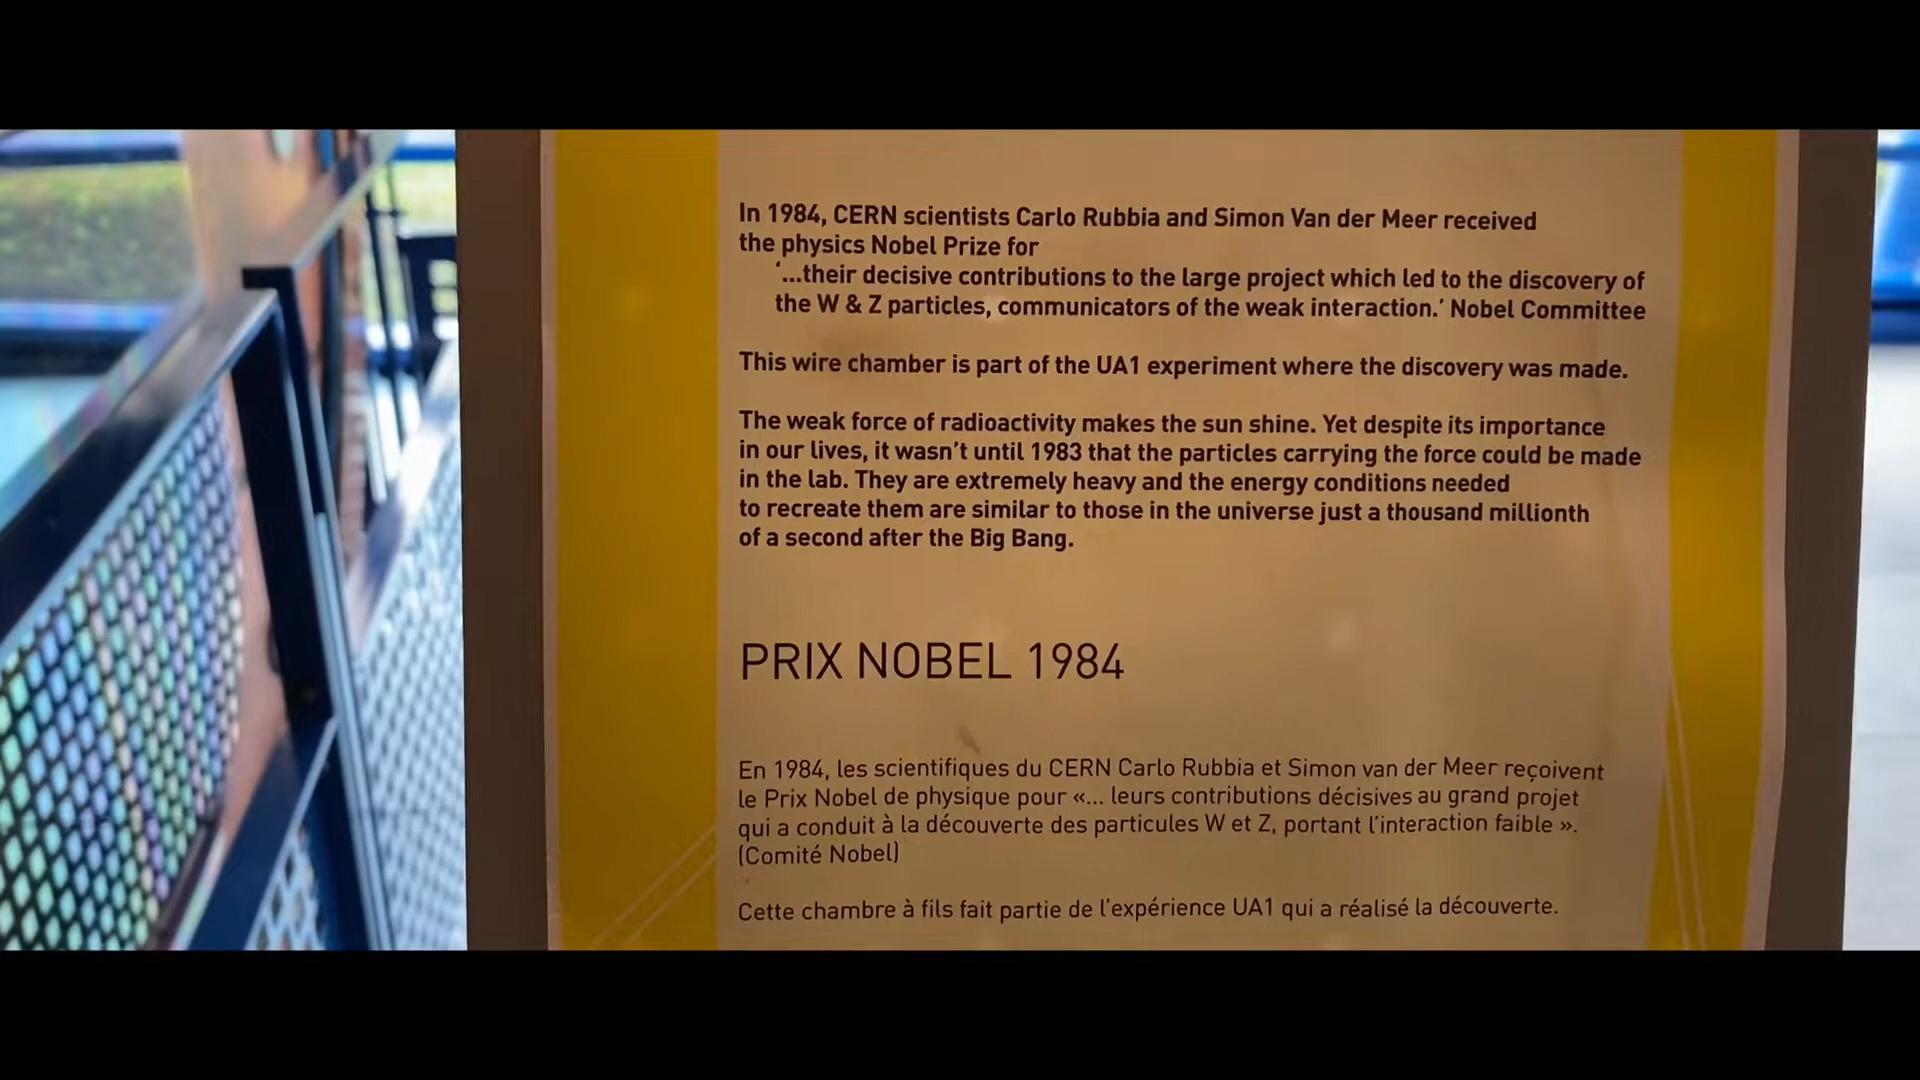 In 1984, CERN scientists Carlo Rubbia and Simon Van der Meer received
the physics Nobel Prize for
‘...their decisive contributions to the large project which led to the discovery of
the W & Z particles, communicators of the weak interaction.’ Nobel Committee
This wire chamber is part of the UA1 experiment where the discovery was made.
The weak force of radioactivity makes the sun shine. Yet despite its importance
in our lives, it wasn’t until 1983 that the particles carrying the force could be made
in the lab. They are extremely heavy and the energy conditions needed
to recreate them are similar to those in the universe just a thousand millionth
of a second after the Big Bang.
PRIX NOBEL 1984
En 1984, les scientifiques du CERN Carlo Rubbia et Simon van der Meer reçoivent
le Prix Nobel de physique pour «... leurs contributions décisives au grand projet
qui a conduit à la découverte des particules W et Z, portant l’interaction faible ».
(Comité Nobel)
Cette chambre à fils fait partie de l’expérience UA1 qui a réalisé la découverte.